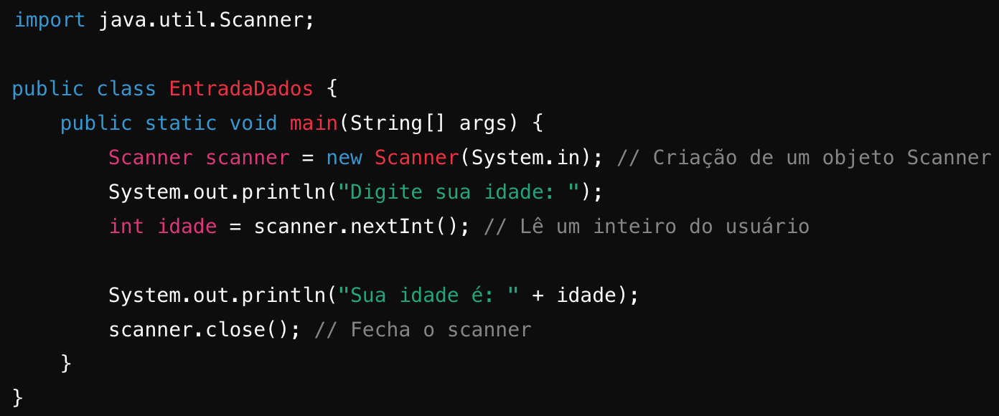 import java.util.Scanner;
public class EntradaDados {
public static void main(String[] args) {
Scanner scanner = new Scanner(System.in); // Criação de um objeto Scanner
System.out.println("Digite sua idade: ");
int idade = scanner.nextInt(); // Lê um inteiro do usuário
System.out.println("Sua idade é: " + idade);
scanner.close(); // Fecha o scanner
}
}